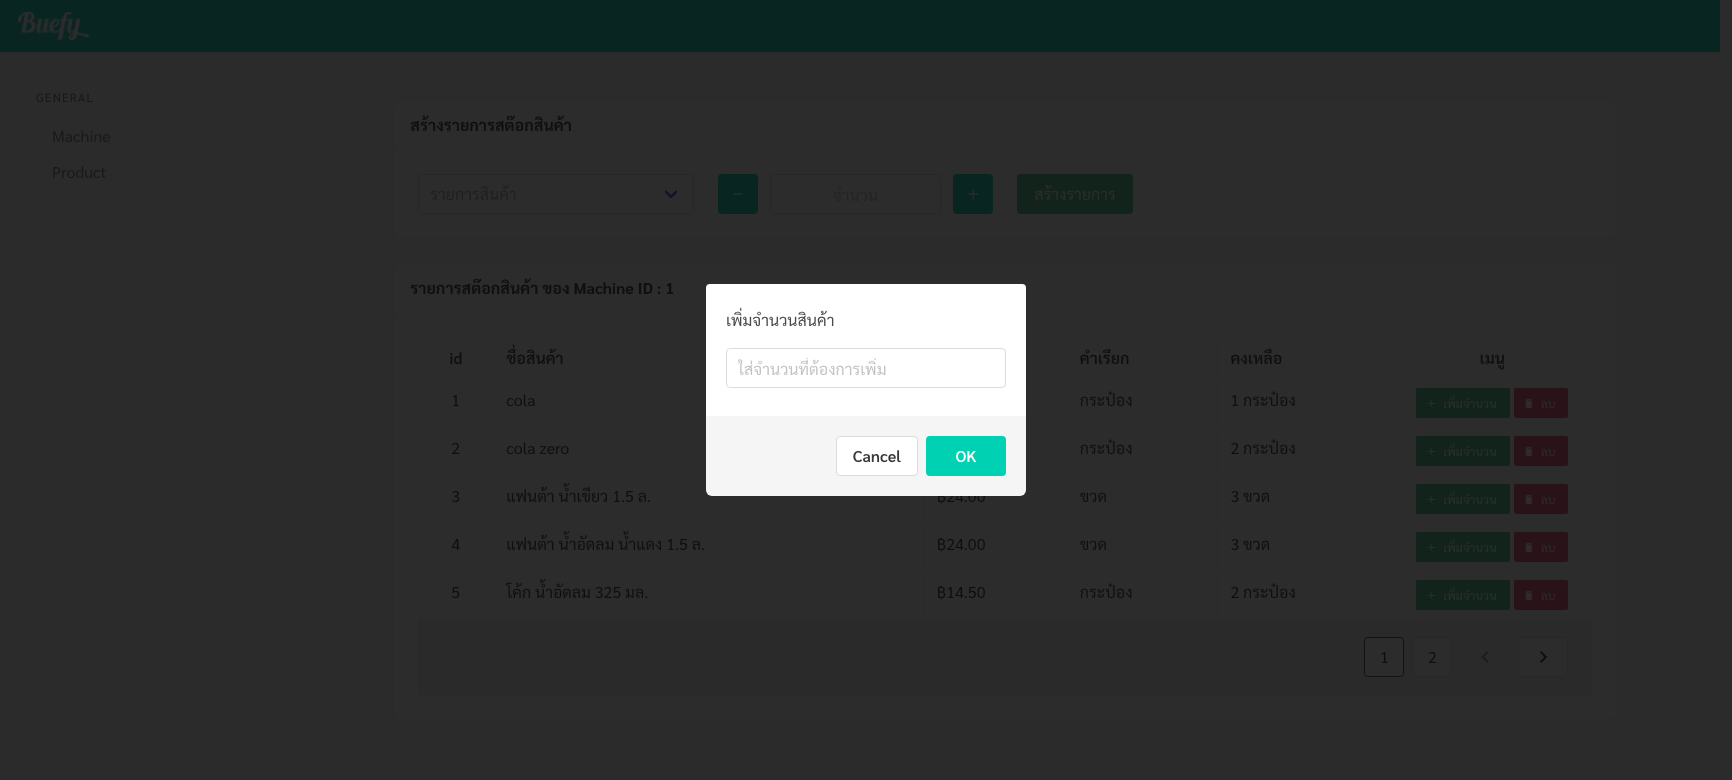 Buefy
GENERAL
Machine
Product
สร้างรายการสต๊อกสินค้า
รายการสินค้า
จำนวน
สร้างรายการ
รายการสต๊อกสินค้า ของ Machine ID : 1
เพิ่มจำนวนสินค้า
ใส่จำนวนที่ต้องการเพิ่ม
Cancel OK
id ชื่อสินค้า คำเรียก คงเหลือ เมนู
1 cola กระป๋อง 1 กระป๋อง + เพิ่มจำนวน ลบ
2 cola zero กระป๋อง 2 กระป๋อง + เพิ่มจำนวน ลบ
3 แฟนต้า น้ำเขียว 1.5 ล. ฿24.00 ขวด 3 ขวด + เพิ่มจำนวน ลบ
4 แฟนต้า น้ำอัดลม น้ำแดง 1.5 ล. ฿24.00 ขวด 3 ขวด + เพิ่มจำนวน ลบ
5 โค้ก น้ำอัดลม 325 มล. ฿14.50 กระป๋อง 2 กระป๋อง + เพิ่มจำนวน ลบ
1 2